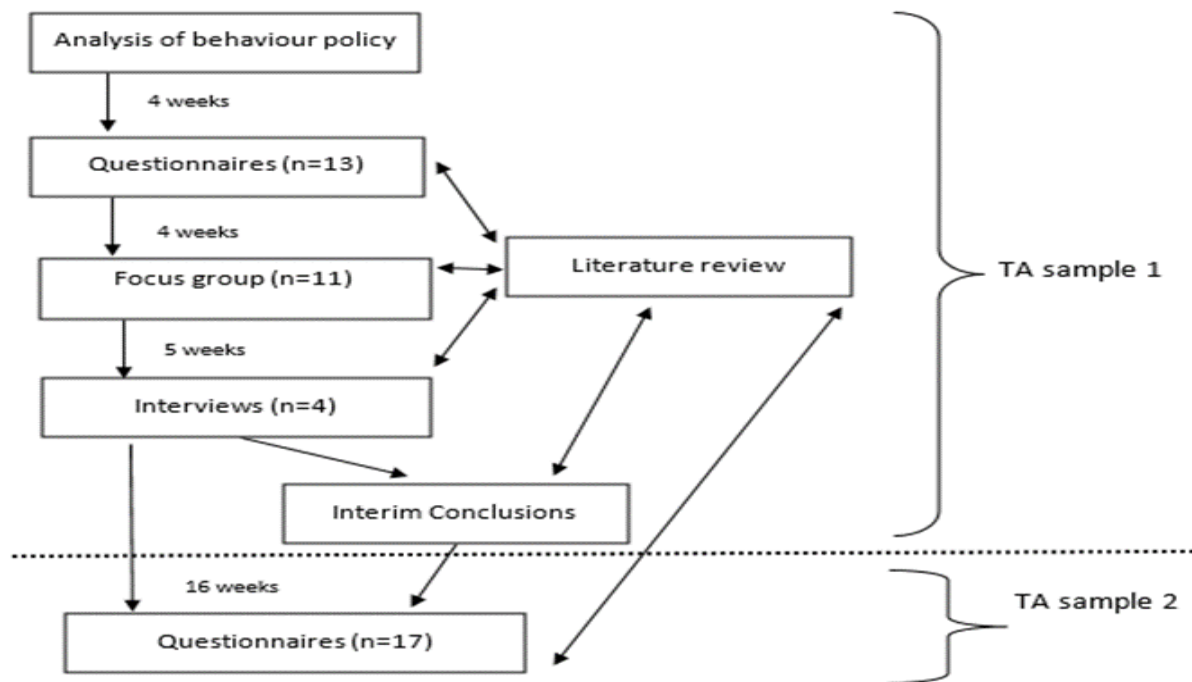 Analysis of behaviour policy
4 weeks
Questionnaires (n=13)
4 weeks
Literature review
Focus group (n=11)
TA sample 1
5 weeks
Interviews (n=4)
Interim Conclusions
16 weeks
TA sample 2
Questionnaires (n=17)